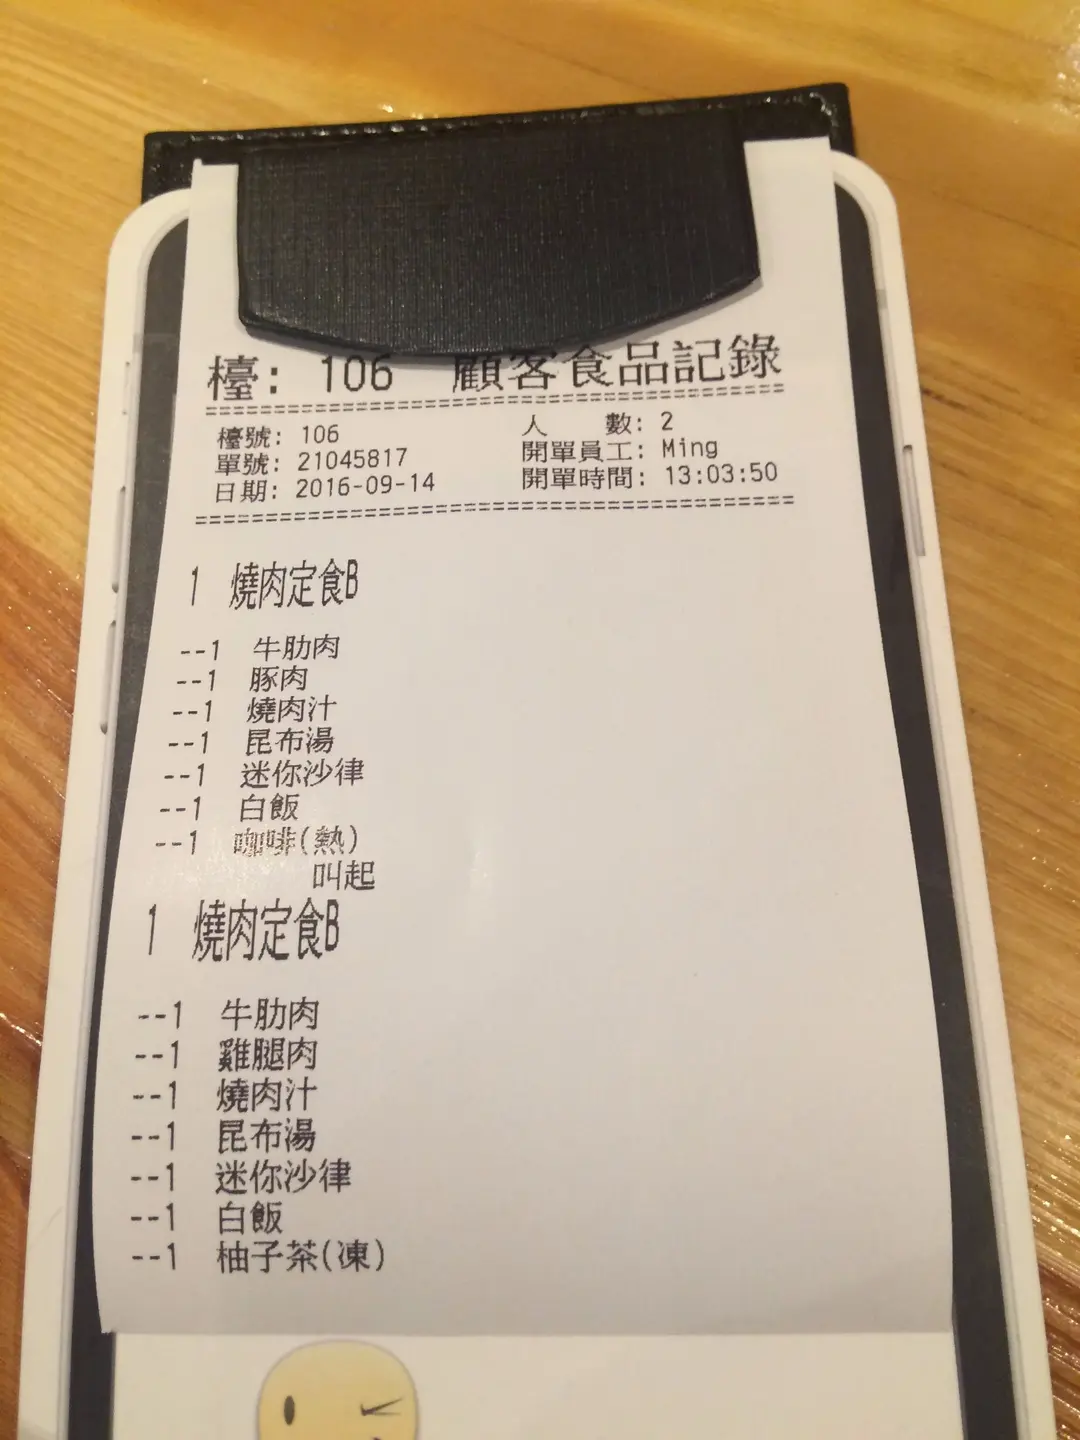 檯: 106 顧客食品記錄
檯號: 106 人 數: 2
單號: 21045817 開單員工: Ming
日期: 2016-09-14 開單時間: 13:03:50
1 燒肉定食B
--1 牛肋肉
--1 豚肉
--1 燒肉汁
--1 昆布湯
--1 迷你沙律
--1 白飯
--1 咖啡(熱)
叫起
1 燒肉定食B
--1 牛肋肉
--1 雞腿肉
--1 燒肉汁
--1 昆布湯
--1 迷你沙律
--1 白飯
--1 柚子茶(凍)